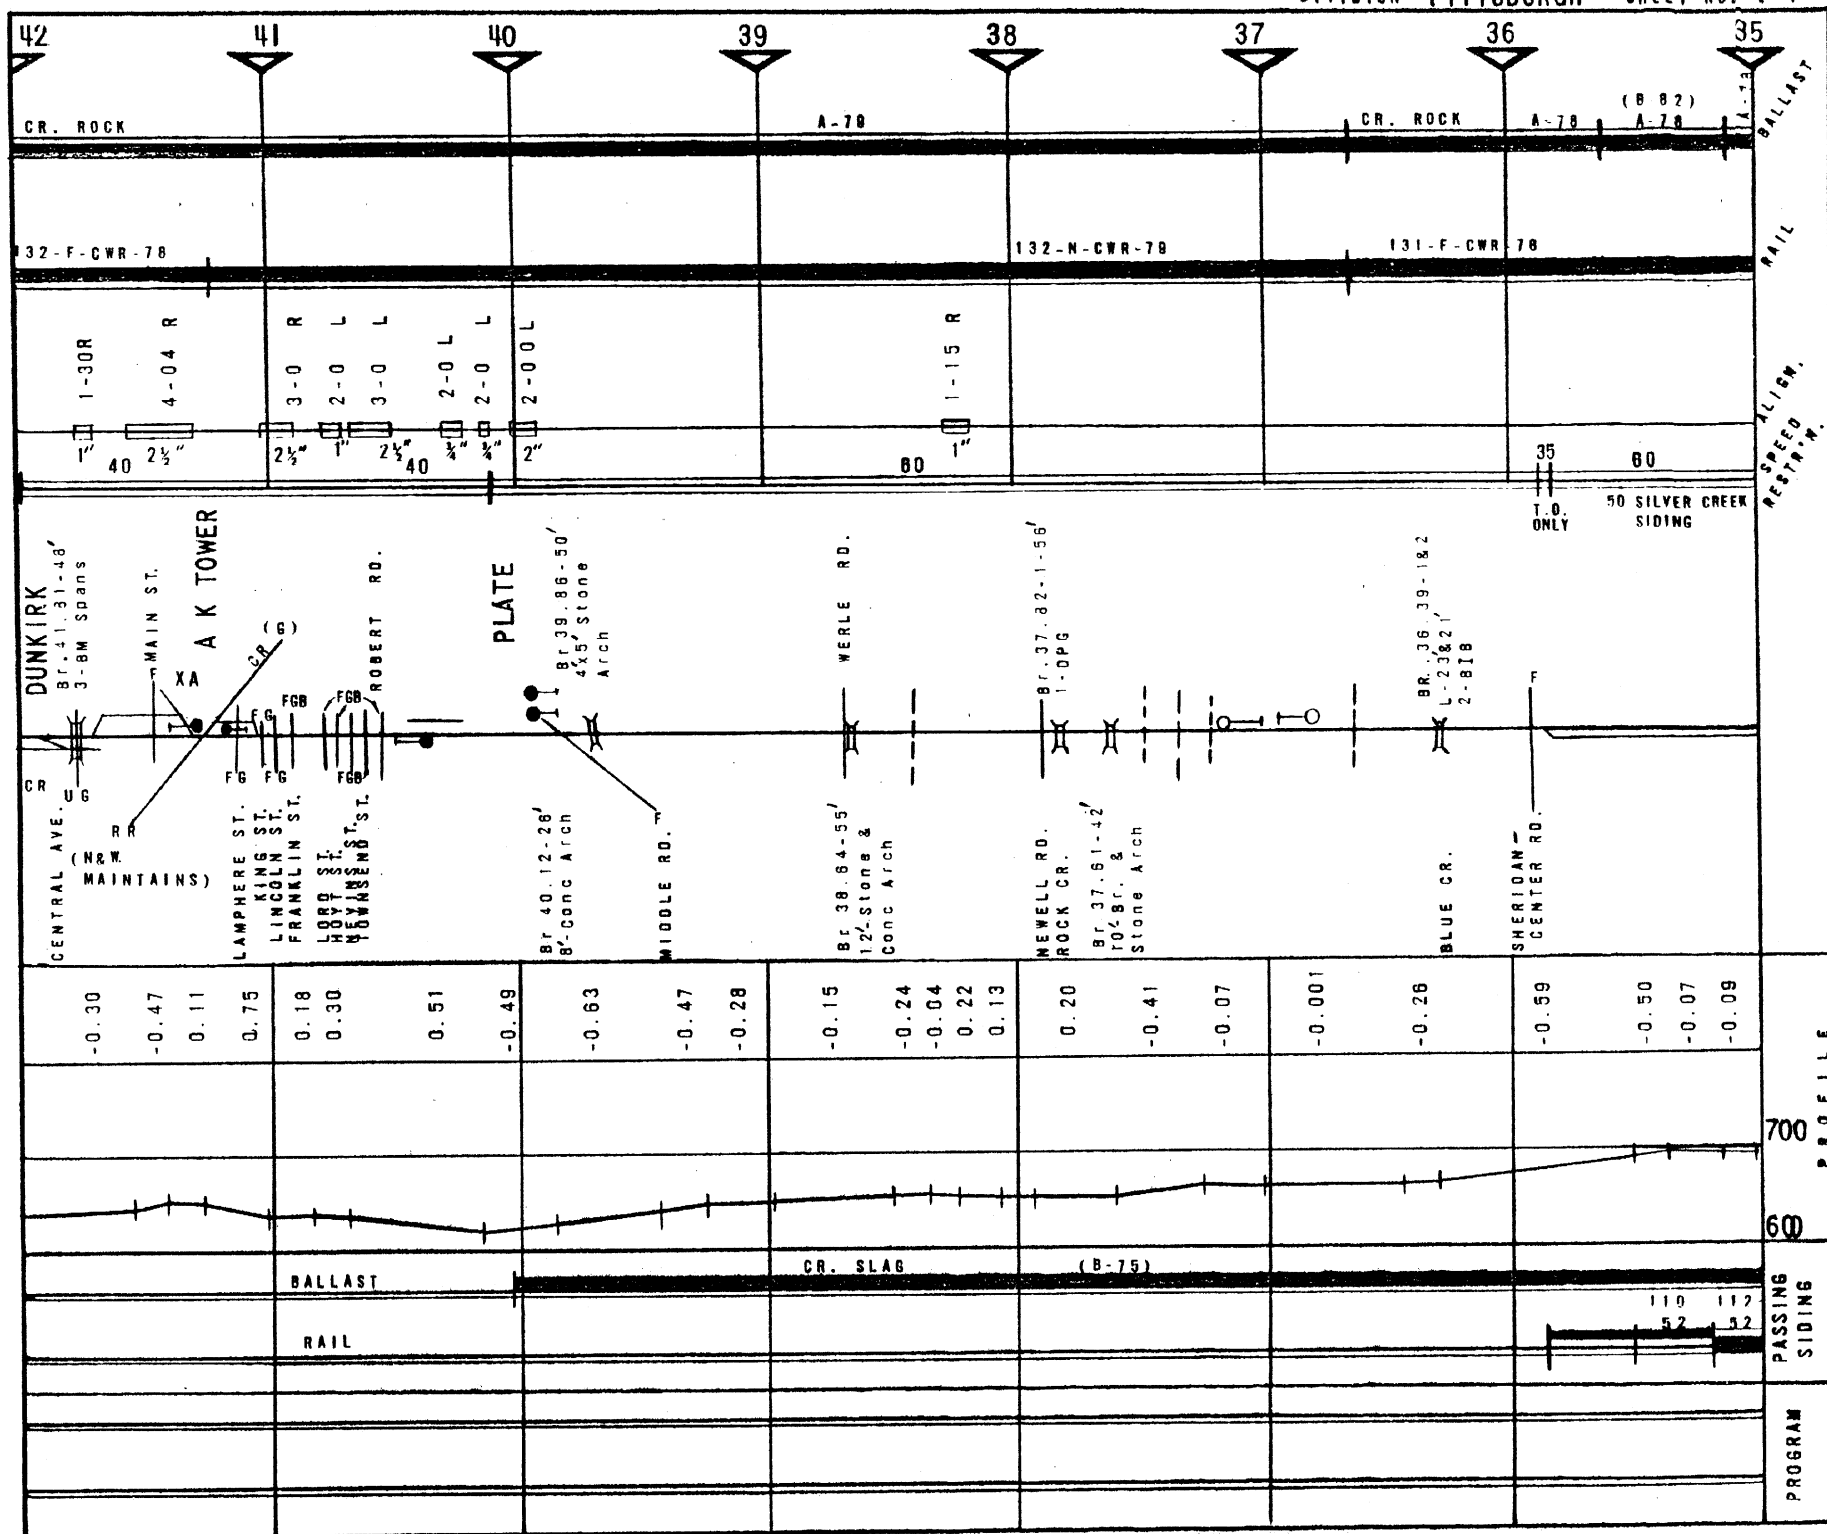 42 41 40 39 38 37 36 35
CR. ROCK A-79 CR. ROCK A-78 (B 82) A-78
BALLAST
132-F-CWR-78 132-N-CWR-79 131-F-CWR-76
RAIL
1-30R 4-04 R 3-0 R 2-0 L 3-0 L 2-0 L 2-0 L 2-00L 1-15 R
ALIGN.
1" 2½" 2½" 1" 2½" ¾" ¾" 2" 1"
40 40 60 35 60
SPEED
RESTR'N.
T.O.
ONLY
50 SILVER CREEK
SIDING
DUNKIRK
Br.41.81-48'
3-BM Spans
F MAIN ST.
XA
A K TOWER
CR (G)
FG
FGB
FGB
ROBERT RD.
PLATE
Br 39.86-50'
4'x5' Stone
Arch
WERLE RD.
Br.37.82-1-56'
1-DPG
BR.36.39-1&2
L-23'&21'
2-BIB
F
CR
UG
FG
FG
FGB
F
CENTRAL AVE.
RR
(N&W.
MAINTAINS)
LAMPHERE ST.
KING ST.
LINCOLN ST.
FRANKLIN ST.
LORD ST.
HOYT ST.
NEVINS ST.
TOWNSEND ST.
Br 40.12-26'
8'-Conc Arch
MIDDLE RD.
Br 38.64-55'
12'-Stone &
Conc Arch
NEWELL RD.
ROCK CR.
Br 37.61-42'
10'-Br. &
Stone Arch
BLUE CR.
SHERIDAN-
CENTER RD.
-0.30 -0.47 0.11 0.75 0.18 0.30 0.51 -0.49 -0.63 -0.47 -0.28 -0.15 -0.24 -0.04 0.22 0.13 0.20 -0.41 -0.07 -0.001 -0.26 -0.59 -0.50 -0.07 -0.09
PROFILE
700
600
BALLAST CR. SLAG (B-75)
RAIL
110 112
52 52
PASSING
SIDING
PROGRAM